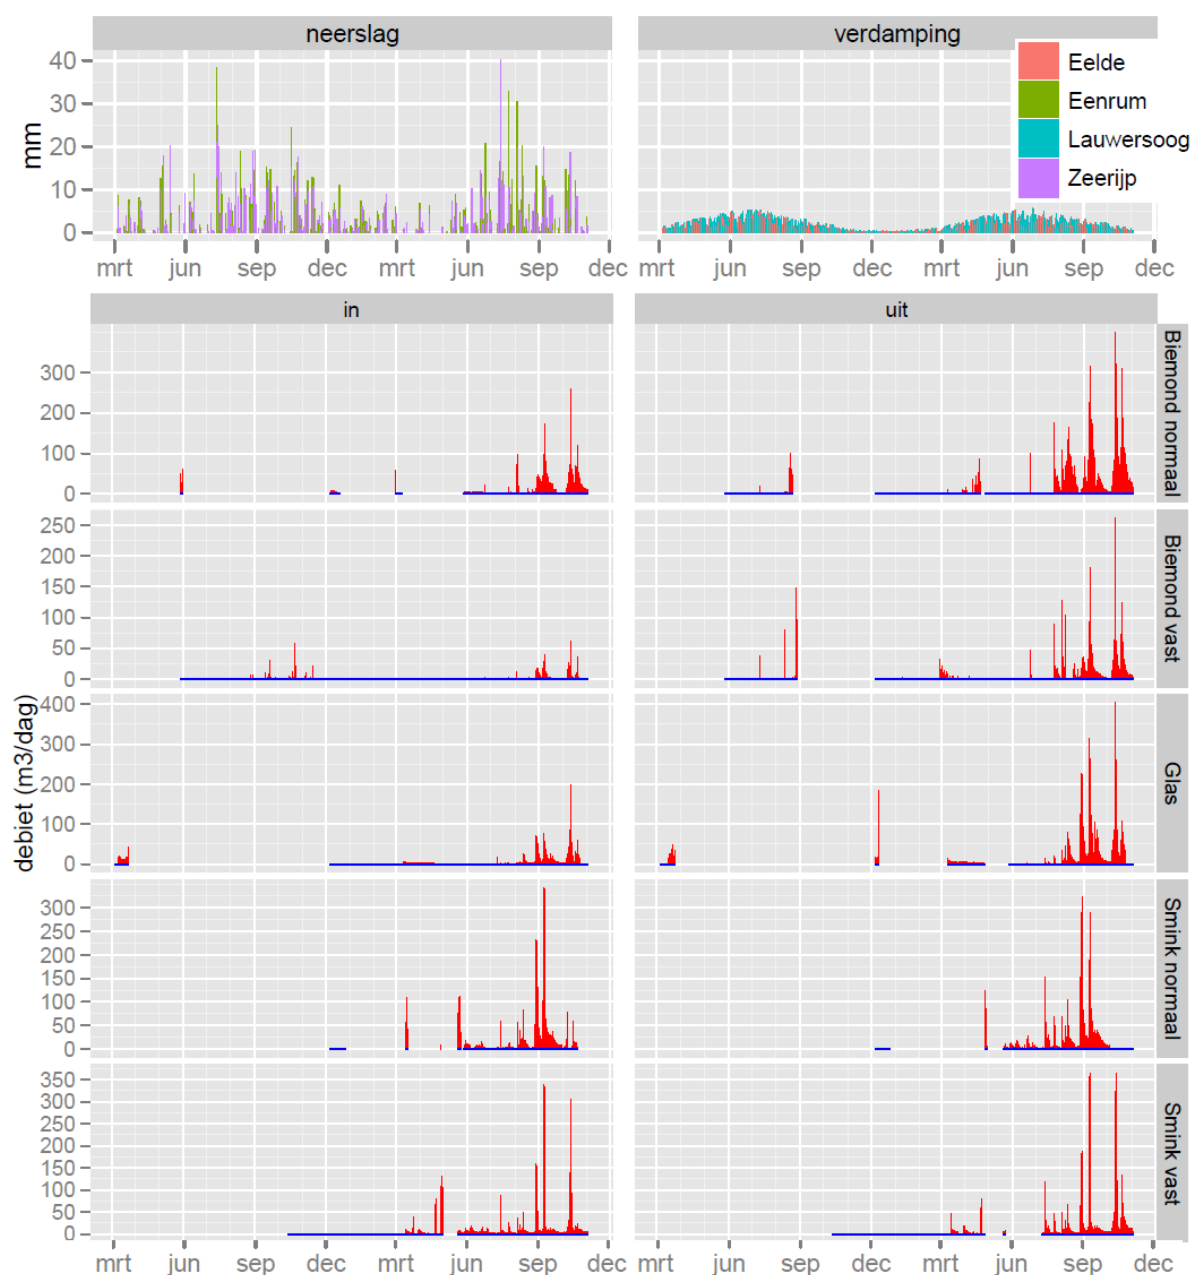 neerslag
verdamping
mm
40
30
20
10
0
mrt jun sep dec mrt jun sep dec
mrt jun sep dec mrt jun sep dec
Eelde
Eenrum
Lauwersoog
Zeerijp
in
uit
debiet (m3/dag)
300
200
100
0
Biemond normaal
250
200
150
100
50
0
Biemond vast
400
300
200
100
0
Glas
300
250
200
150
100
50
0
Smink normaal
350
300
250
200
150
100
50
0
Smink vast
mrt jun sep dec mrt jun sep dec
mrt jun sep dec mrt jun sep dec